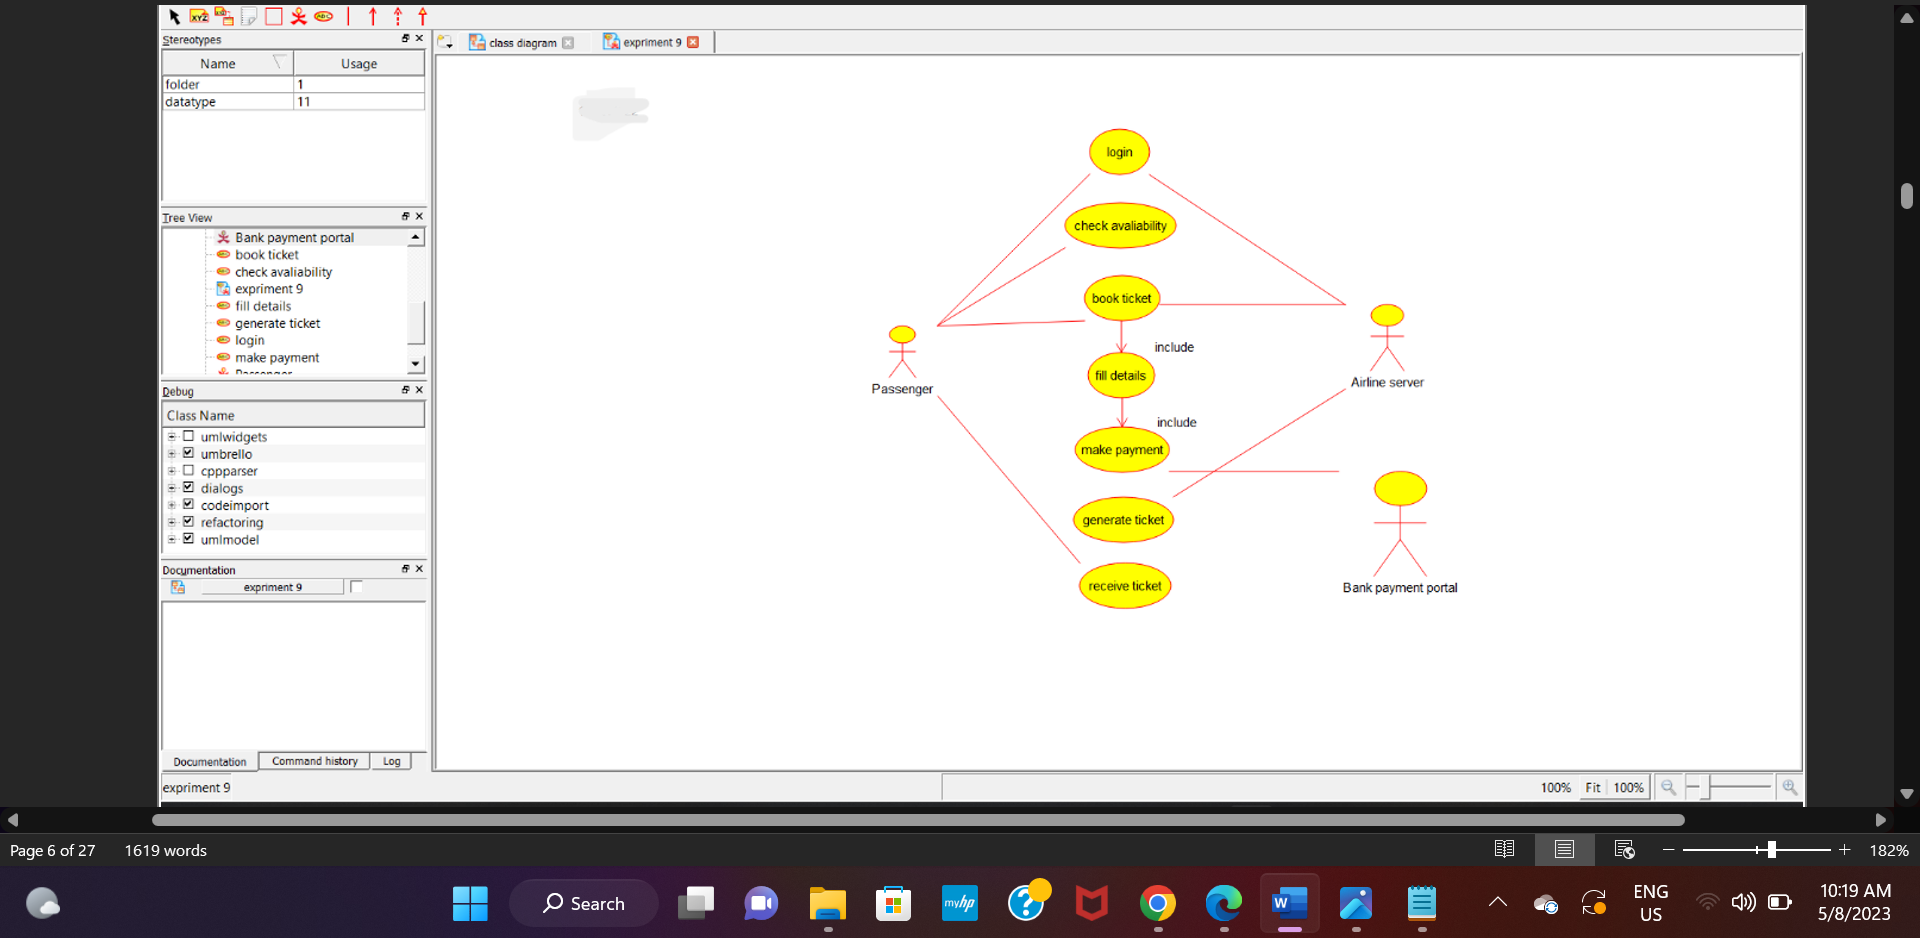 XYZ
ABC
Stereotypes
class diagram
expriment 9
Name
Usage
folder
1
datatype
11
login
Tree View
check avaliability
Bank payment portal
book ticket
check avaliability
expriment 9
fill details
generate ticket
login
make payment
book ticket
include
Passenger
fill details
Airline server
Debug
Class Name
include
umlwidgets
umbrello
cppparser
dialogs
codeimport
refactoring
umlmodel
make payment
generate ticket
receive ticket
Bank payment portal
Documentation
expriment 9
Documentation
Command history
Log
expriment 9
100%
Fit
100%
Page 6 of 27
1619 words
182%
Search
myhp
W
ENG
US
10:19 AM
5/8/2023